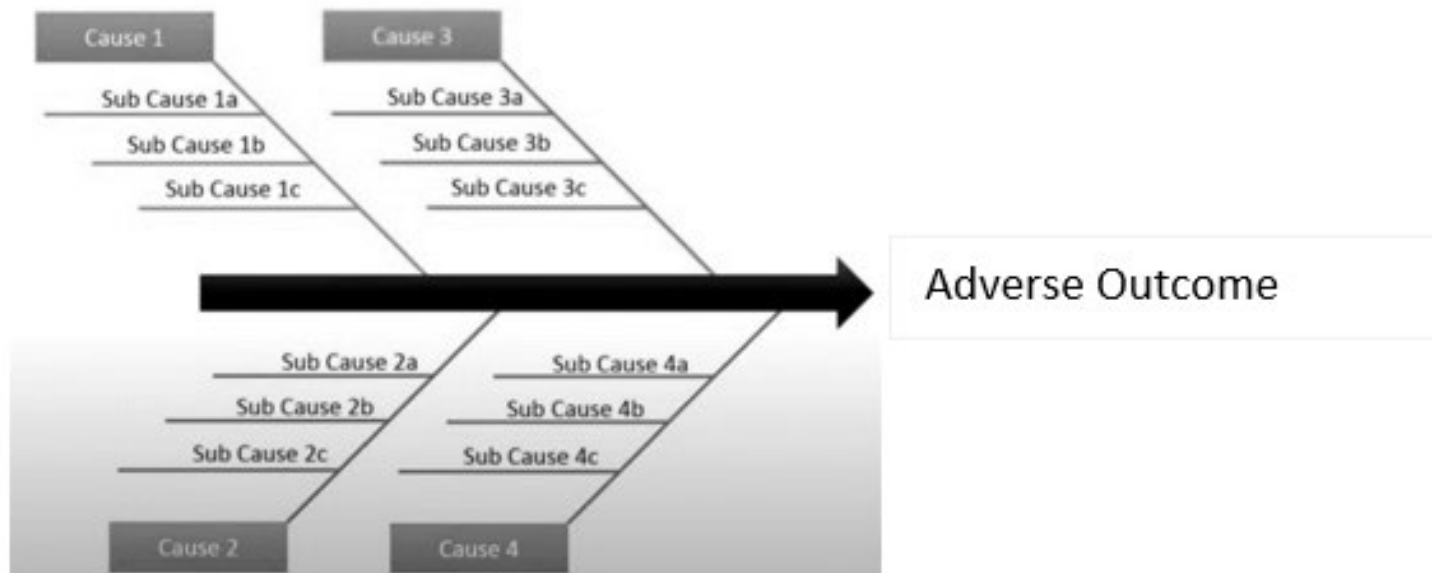 Cause 1
Cause 3
Sub Cause 1a
Sub Cause 3a
Sub Cause 1b
Sub Cause 3b
Sub Cause 1c
Sub Cause 3c
Adverse Outcome
Sub Cause 2a
Sub Cause 4a
Sub Cause 2b
Sub Cause 4b
Sub Cause 2c
Sub Cause 4c
Cause 2
Cause 4